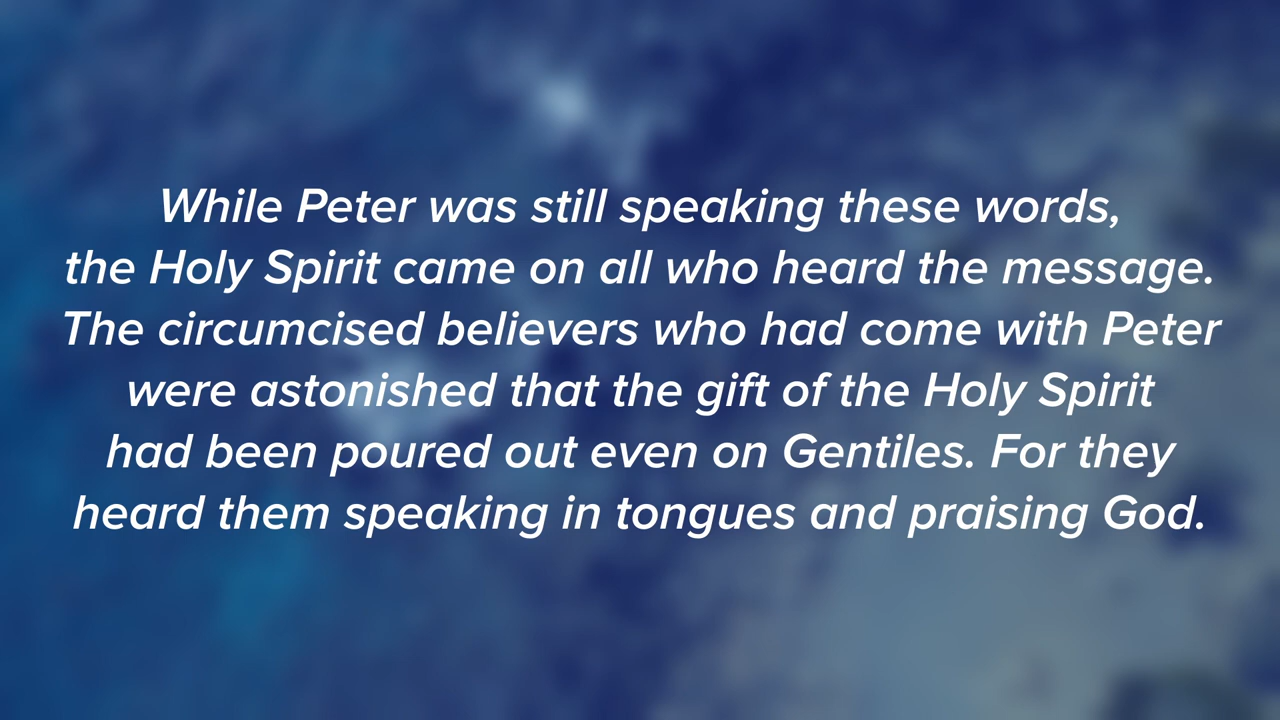 While Peter was still speaking these words,
the Holy Spirit came on all who heard the message.
The circumcised believers who had come with Peter
were astonished that the gift of the Holy Spirit
had been poured out even on Gentiles. For they
heard them speaking in tongues and praising God.